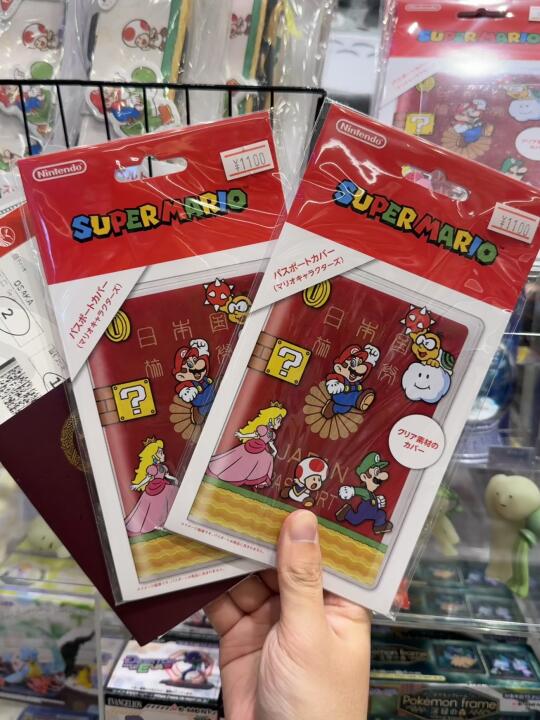 Nintendo
¥1100
SUPER MARIO
パスポートカバー
(マリオキャラクターズ)
日本国
旅
?
Nintendo
¥1100
SUPER MARIO
パスポートカバー
(マリオキャラクターズ)
日本国
旅券
?
JAPAN
PASSPORT
クリア素材の
カバー
SUPER MARIO
¥1100
?
2
EVANGELION
Pokémon frame